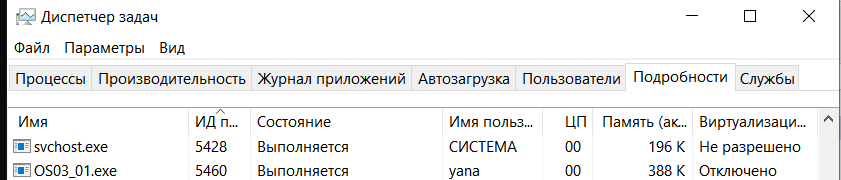 Диспетчер задач
Файл Параметры Вид
Процессы Производительность Журнал приложений Автозагрузка Пользователи Подробности Службы
Имя ИД п... Состояние Имя польз... ЦП Память (ак... Виртуализаци...
svchost.exe 5428 Выполняется СИСТЕМА 00 196 K Не разрешено
OS03_01.exe 5460 Выполняется yana 00 388 K Отключено